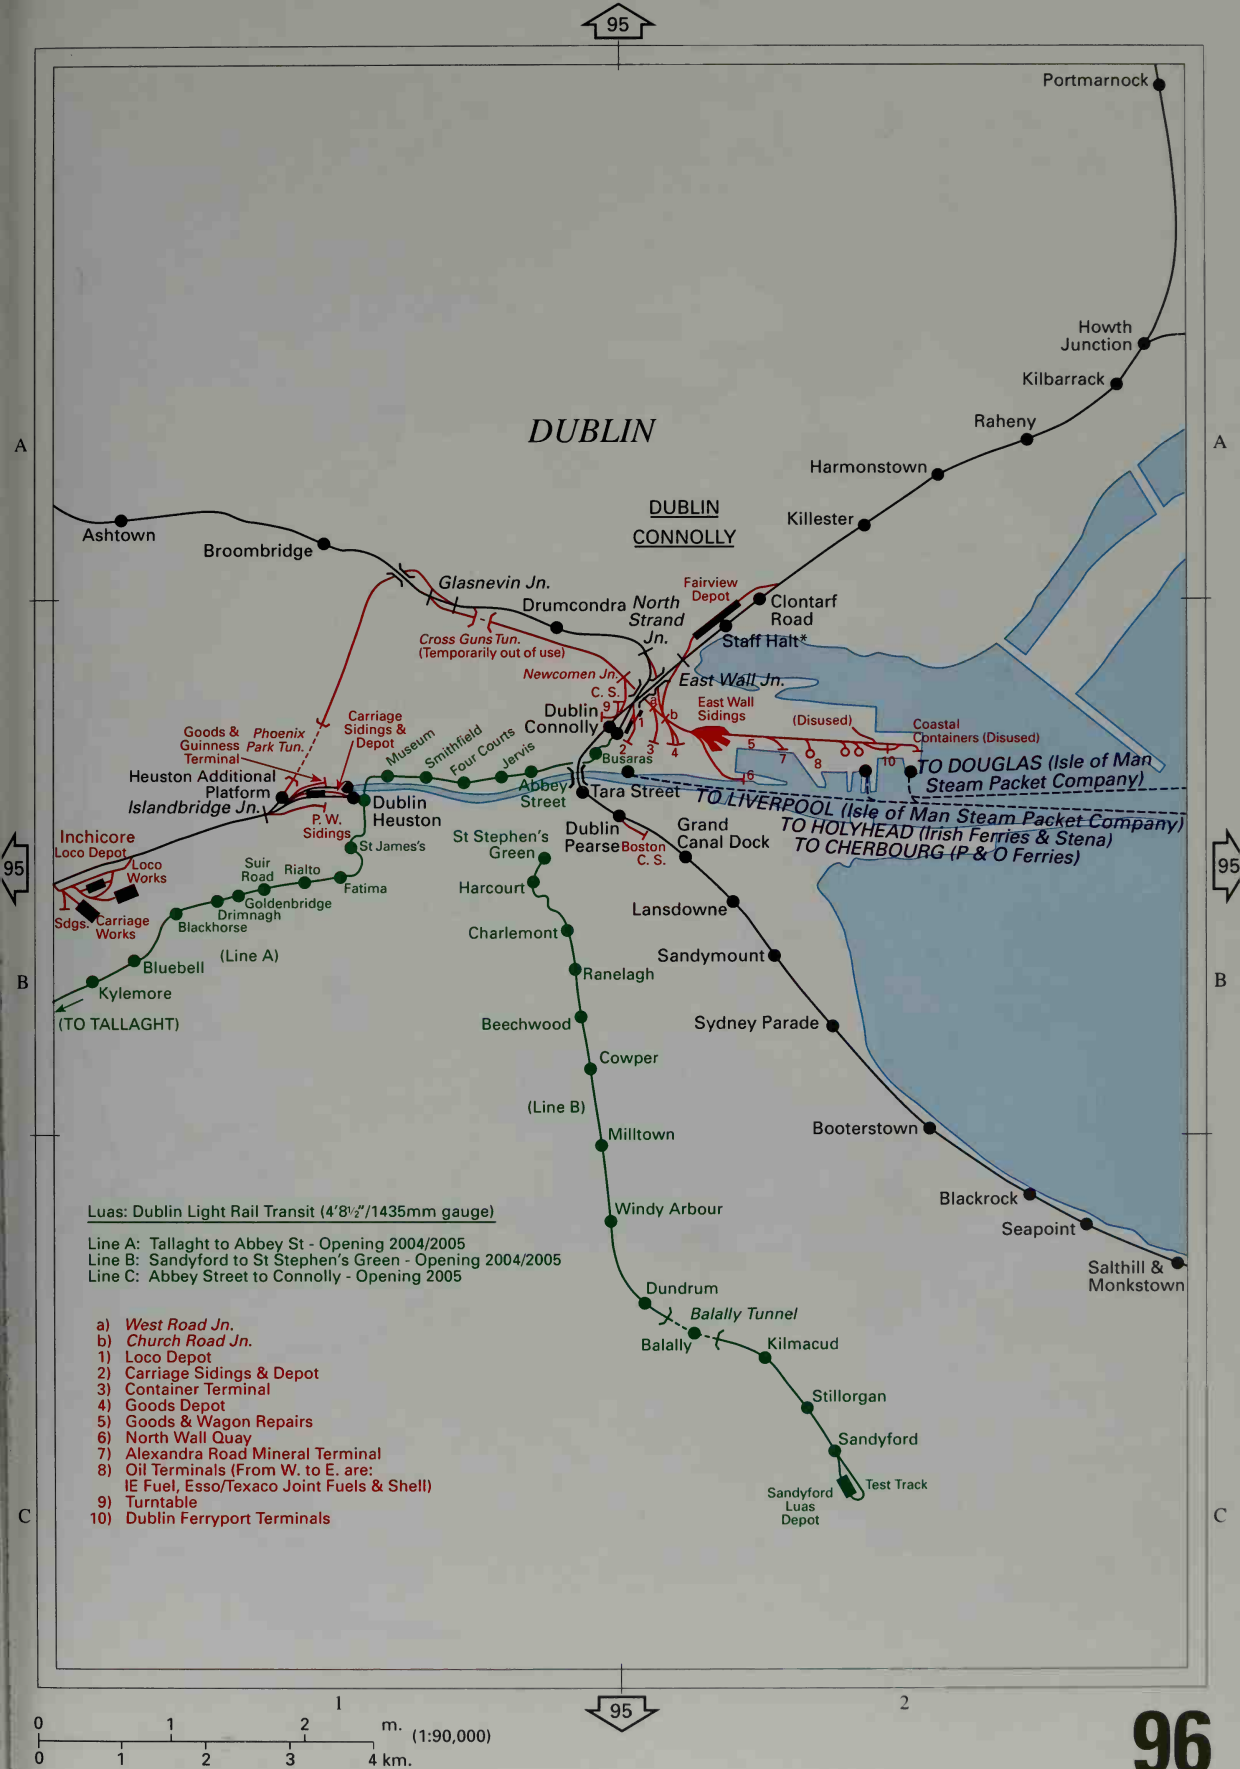 95
Portmarnock
Howth
Junction
Kilbarrack
Raheny
A
A
DUBLIN
Harmonstown
DUBLIN
CONNOLLY
Killester
Ashtown
Broombridge
Glasnevin Jn.
Fairview
Depot
Drumcondra
North
Strand
Jn.
Clontarf
Road
Staff Halt*
Cross Guns Tun.
(Temporarily out of use)
Newcomen Jn.
East Wall Jn.
C. S.
9
a
b
1
2
3
4
East Wall
Sidings
(Disused)
Coastal
Containers (Disused)
5
7
8
10
6
Dublin
Connolly
Goods &
Guinness
Terminal
Phoenix
Park Tun.
Carriage
Sidings &
Depot
Museum
Smithfield
Four Courts
Jervis
Busaras
Abbey
Street
Tara Street
Heuston Additional
Platform
Islandbridge Jn.
Dublin
Heuston
P. W.
Sidings
TO DOUGLAS (Isle of Man
Steam Packet Company)
TO LIVERPOOL (Isle of Man Steam Packet Company)
TO HOLYHEAD (Irish Ferries & Stena)
TO CHERBOURG (P & O Ferries)
Inchicore
Loco Depot
Loco
Works
Sdgs.
Carriage
Works
95
95
St James's
Suir
Road
Rialto
Fatima
Goldenbridge
Drimnagh
Blackhorse
(Line A)
Bluebell
Kylemore
(TO TALLAGHT)
St Stephen's
Green
Dublin
Pearse
Boston
C. S.
Grand
Canal Dock
Harcourt
Lansdowne
Charlemont
Sandymount
Ranelagh
B
B
Beechwood
Sydney Parade
Cowper
(Line B)
Milltown
Booterstown
Blackrock
Windy Arbour
Seapoint
Salthill &
Monkstown
Luas: Dublin Light Rail Transit (4'8½"/1435mm gauge)
Line A: Tallaght to Abbey St - Opening 2004/2005
Line B: Sandyford to St Stephen's Green - Opening 2004/2005
Line C: Abbey Street to Connolly - Opening 2005
Dundrum
Balally Tunnel
Balally
Kilmacud
Stillorgan
Sandyford
Sandyford
Luas
Depot
Test Track
a) West Road Jn.
b) Church Road Jn.
1) Loco Depot
2) Carriage Sidings & Depot
3) Container Terminal
4) Goods Depot
5) Goods & Wagon Repairs
6) North Wall Quay
7) Alexandra Road Mineral Terminal
8) Oil Terminals (From W. to E. are:
IE Fuel, Esso/Texaco Joint Fuels & Shell)
9) Turntable
10) Dublin Ferryport Terminals
C
C
1
95
2
0 1 2 m.
(1:90,000)
0 1 2 3 4 km.
96